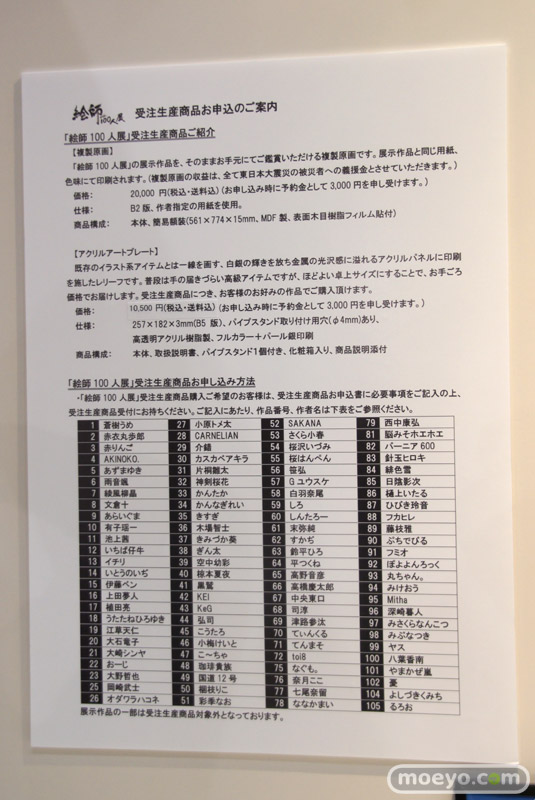 絵師100人展 受注生産商品お申込のご案内
「絵師 100 人展」受注生産商品ご紹介
【複製原画】
「絵師 100 人展」の展示作品を、そのままお手元にてご鑑賞いただける複製原画です。展示作品と同じ用紙、
色味にて印刷されます。(複製原画の収益は、全て東日本大震災の被災者への義援金とさせていただきます。)
価格: 20,000 円(税込・送料込) (お申し込み時に予約金として 3,000 円を申し受けます。)
仕様: B2 版、作者指定の用紙を使用。
商品構成: 本体、簡易額装(561×774×15mm、MDF 製、表面木目樹脂フィルム貼付)
【アクリルアートプレート】
既存のイラスト系アイテムとは一線を画す、白銀の輝きを放ち金属の光沢感に溢れるアクリルパネルに印刷
を施したレリーフです。普段は手の届きづらい高級アイテムですが、ほどよい卓上サイズにすることで、お手ごろ
価格でお届けします。受注生産商品につき、お客様のお好みの作品でご購入頂けます。
価格: 10,500 円(税込・送料込) (お申し込み時に予約金として 3,000 円を申し受けます。)
仕様: 257×182×3mm(B5 版)、パイプスタンド取り付け用穴(φ4mm)あり、
高透明アクリル樹脂製、フルカラー+パール銀印刷
商品構成: 本体、取扱説明書、パイプスタンド1個付き、化粧箱入り、商品説明添付
「絵師 100 人展」受注生産商品お申し込み方法
・「絵師 100 人展」受注生産商品購入ご希望のお客様は、受注生産商品お申込書に必要事項をご記入の上、
受注生産商品受付にお持ちください。ご記入にあたり、作品番号、作者名は下表をご参照ください。
1 蒼樹うめ 27 小原トメ太 52 SAKANA 79 西中康弘
2 赤衣丸歩郎 28 CARNELIAN 53 さくら小春 81 脳みそホエホエ
3 赤りんご 29 介錯 54 桜沢いづみ 82 バーニア 600
4 AKINOKO. 30 カスカベアキラ 55 桜はんぺん 83 針玉ヒロキ
5 あずまゆき 31 片桐雛太 56 笹弘 84 緋色雪
6 雨音颯 32 神剣桜花 57 Gユウスケ 85 日陰影次
7 綾風柳晶 33 かんたか 58 白羽奈尾 86 樋上いたる
8 文倉十 34 かんなぎれい 59 しろ 87 ひびき玲音
9 あらいぐま 35 きすぎ 60 しんたろー 88 フカヒレ
10 有子瑶一 36 木場智士 61 末弥純 89 藤枝雅
11 池上茜 37 きみづか葵 62 すかぢ 90 ぶちでびる
12 いちば仔牛 38 ぎん太 63 鈴平ひろ 91 フミオ
13 イチリ 39 空中幼彩 64 平つくね 92 ぽよよんろっく
14 いとうのいぢ 40 椋本夏夜 65 高野音彦 93 丸ちゃん。
15 伊藤ベン 41 黒鷲 66 高橋慶太郎 94 みけおう
16 上田夢人 42 KEI 67 中央東口 95 Mitha
17 植田亮 43 KeG 68 司淳 96 深崎暮人
18 うたたねひろゆき 44 弘司 69 津路参汰 97 みさくらなんこつ
19 江草天仁 45 こうたろ 70 てぃんくる 98 みぶなつき
20 大石竜子 46 小梅けいと 71 てんまそ 99 ヤス
21 大崎シンヤ 47 こ~ちゃ 72 toi8 100 八葉香南
22 おーじ 48 珈琲貴族 75 なぐも。 101 やまかぜ嵐
23 大野哲也 49 国道 12 号 76 奈月ここ 102 憂
25 岡崎武士 50 梱枝りこ 77 七尾奈留 104 よしづきくみち
26 オダワラハコネ 51 彩季なお 78 ななかまい 105 るろお
展示作品の一部は受注生産商品対象外となっております。
moeyo.com